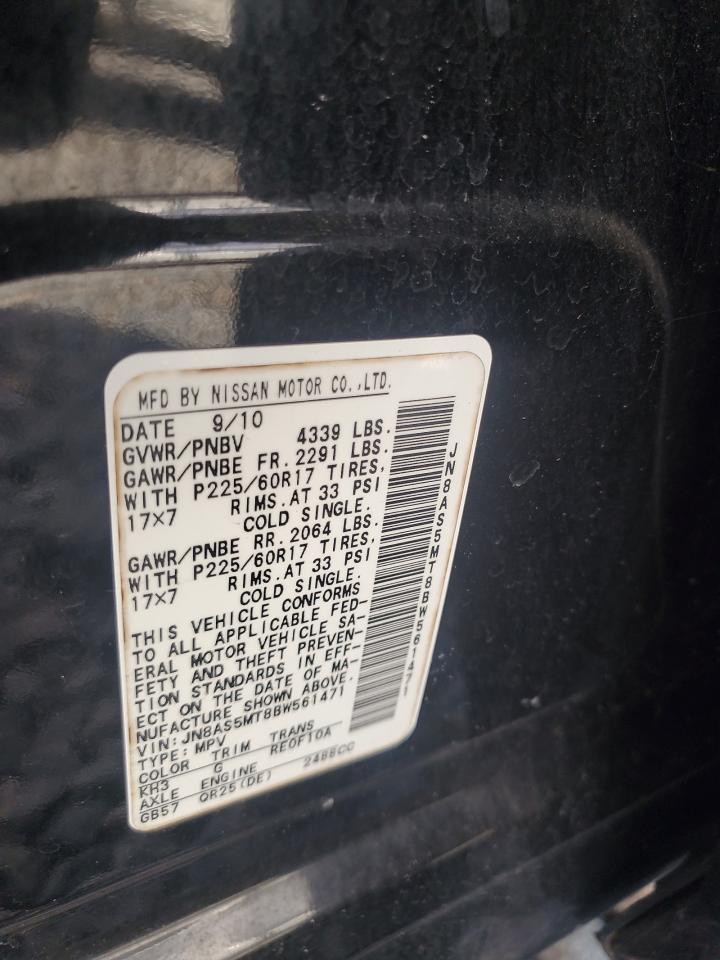 MFD BY NISSAN MOTOR CO.,LTD.
DATE 9/10
GVWR/PNBV 4339 LBS.
GAWR/PNBE FR.2291 LBS.
WITH P225/60R17 TIRES,
17×7 RIMS.AT 33 PSI
COLD SINGLE.
GAWR/PNBE RR.2064 LBS.
WITH P225/60R17 TIRES,
17×7 RIMS.AT 33 PSI
COLD SINGLE.
THIS VEHICLE CONFORMS
TO ALL APPLICABLE FED-
ERAL MOTOR VEHICLE SA-
FETY AND THEFT PREVEN-
TION STANDARDS IN EFF-
ECT ON THE DATE OF MA-
NUFACTURE SHOWN ABOVE.
VIN:JN8AS5MT8BW561471
TYPE:MPV
COLOR TRIM TRANS
KH3 G RE0F10A
AXLE ENGINE
GB57 QR25(DE) 2488CC
JN8AS5MT8BW561471